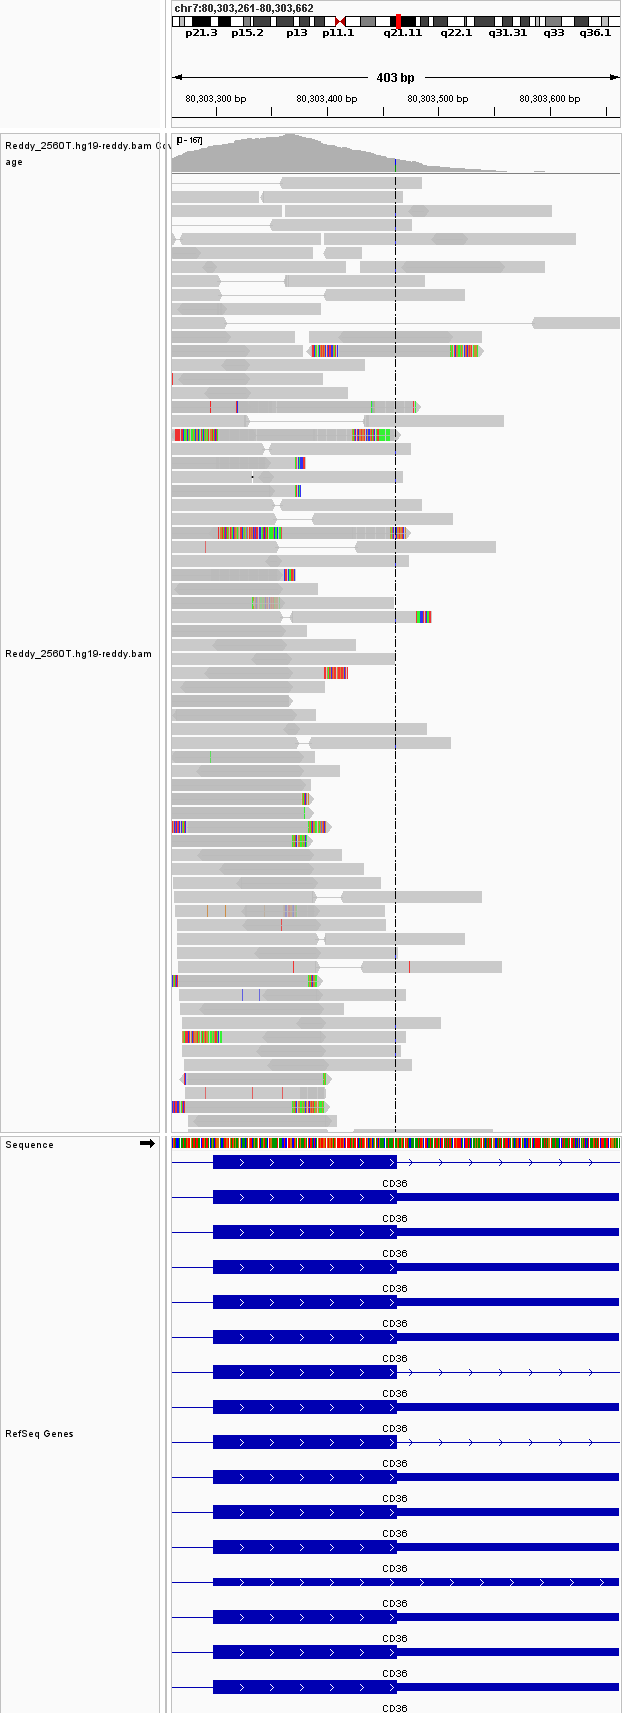 chr7:80,303,261-80,303,662
p21.3 p15.2 p13 p11.1 q21.11 q22.1 q31.31 q33 q36.1
403 bp
80,303,300 bp 80,303,400 bp 80,303,500 bp 80,303,600 bp
[0 - 167]
Reddy_2560T.hg19-reddy.bam Cov
age
Reddy_2560T.hg19-reddy.bam
Sequence
CD36
CD36
CD36
CD36
CD36
CD36
CD36
CD36
RefSeq Genes
CD36
CD36
CD36
CD36
CD36
CD36
CD36
CD36